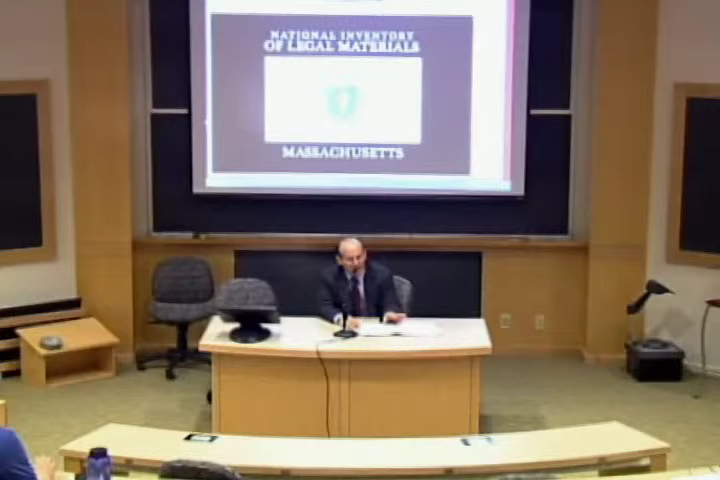 NATIONAL INVENTORY
OF LEGAL MATERIALS
MASSACHUSETTS